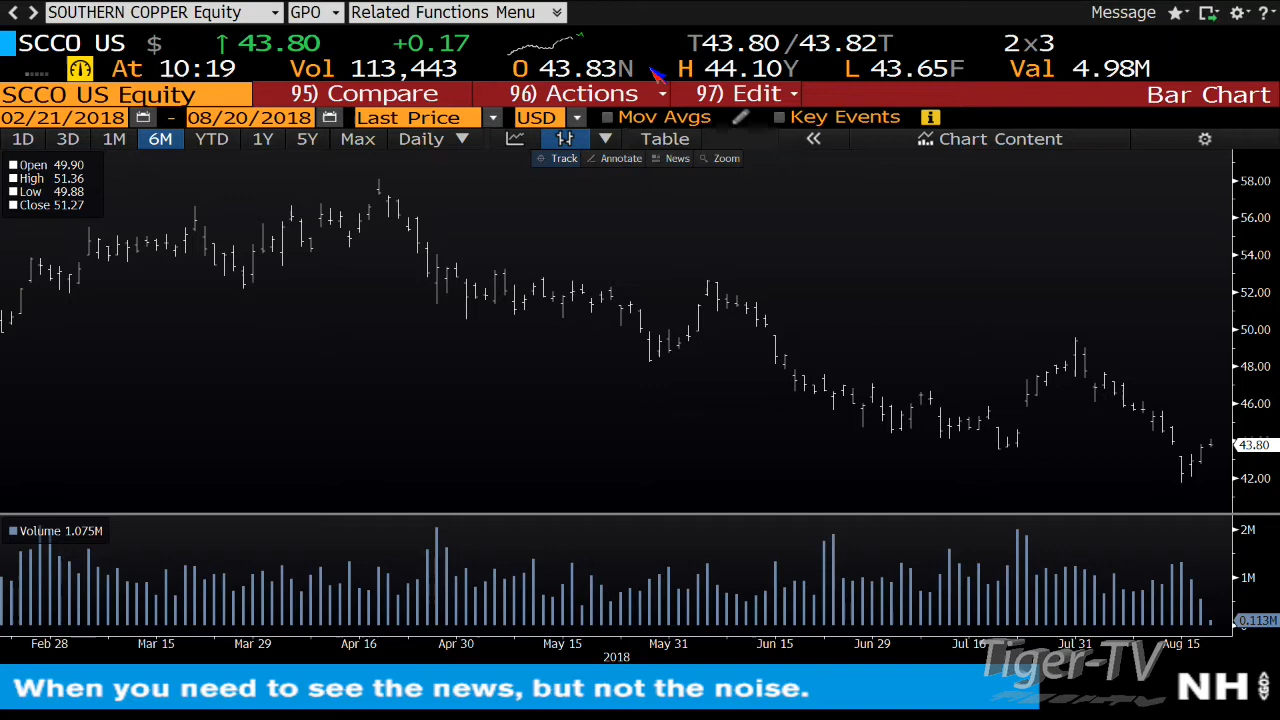 SOUTHERN COPPER Equity GPO Related Functions Menu Message
SCCO US $ ↑ 43.80 +0.17 T43.80 /43.82T 2x3
At 10:19 Vol 113,443 O 43.83N H 44.10Y L 43.65F Val 4.98M
SCCO US Equity 95) Compare 96) Actions 97) Edit Bar Chart
02/21/2018 - 08/20/2018 Last Price USD Mov Avgs Key Events
1D 3D 1M 6M YTD 1Y 5Y Max Daily Table « Chart Content
Track Annotate News Zoom
Open 49.90
High 51.36
Low 49.88
Close 51.27
58.00
56.00
54.00
52.00
50.00
48.00
46.00
43.80
42.00
Volume 1.075M
2M
1M
0.113M
0
Feb 28 Mar 15 Mar 29 Apr 16 Apr 30 May 15 May 31 Jun 15 Jun 29 Jul 16 Jul 31 Aug 15
2018
Tiger-TV
When you need to see the news, but not the noise.
NH